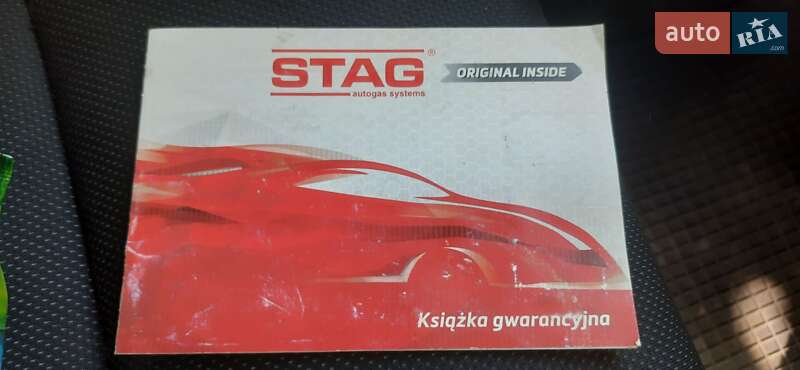 STAG®
autogas systems
ORIGINAL INSIDE
Książka gwarancyjna
auto RIA
.com